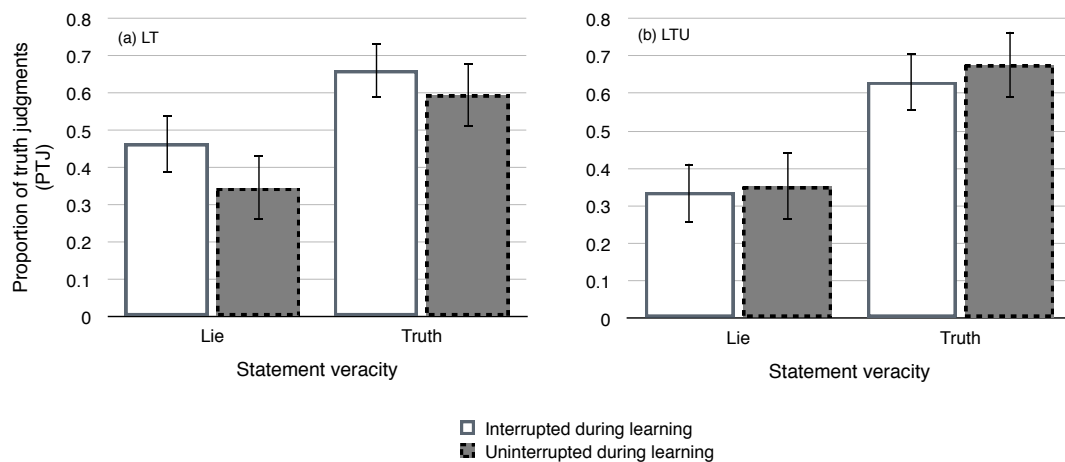 (a) LT
(b) LTU
Proportion of truth judgments
(PTJ)
0.8
0.7
0.6
0.5
0.4
0.3
0.2
0.1
0
Lie
Truth
Statement veracity
0.8
0.7
0.6
0.5
0.4
0.3
0.2
0.1
0
Lie
Truth
Statement veracity
Interrupted during learning
Uninterrupted during learning